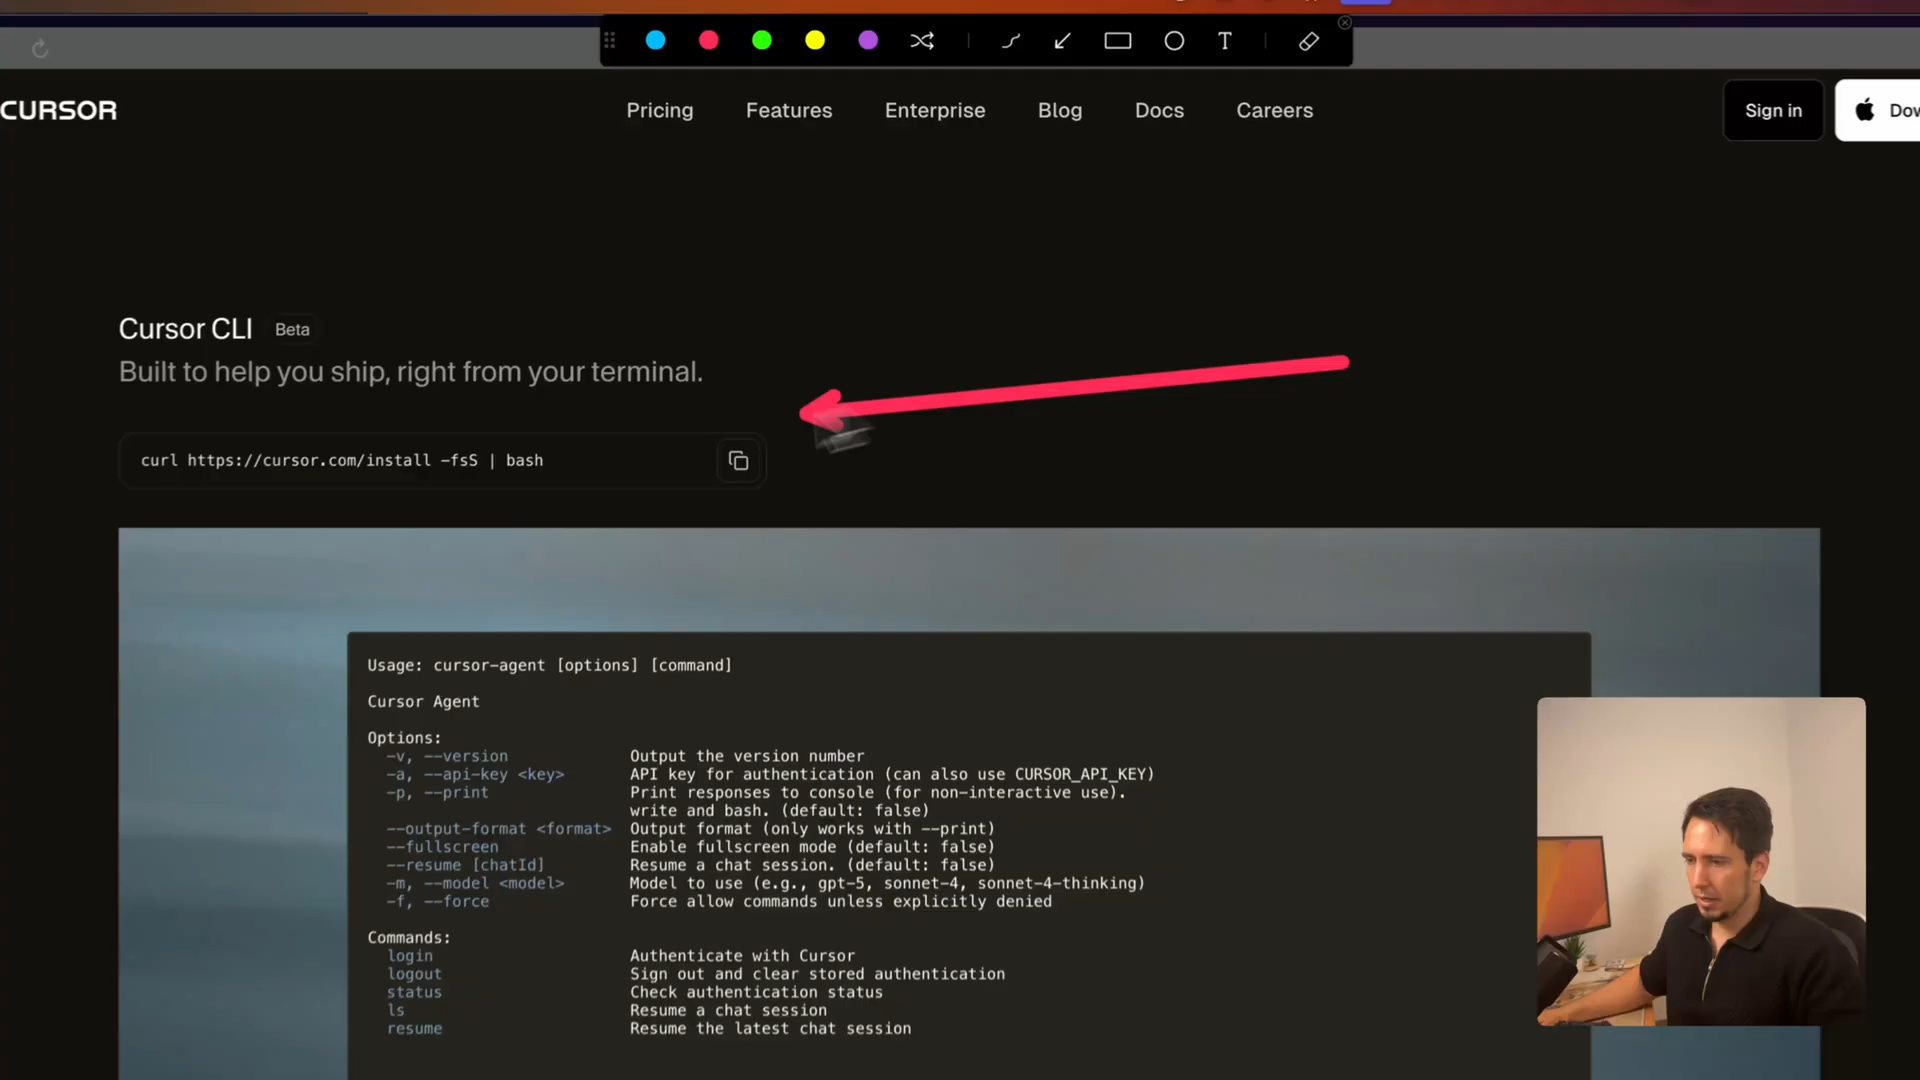 T
CURSOR
Pricing
Features
Enterprise
Blog
Docs
Careers
Sign in
Cursor CLI Beta
Built to help you ship, right from your terminal.
curl https://cursor.com/install -fsS | bash
Usage: cursor-agent [options] [command]
Cursor Agent
Options:
-v, --version Output the version number
-a, --api-key <key> API key for authentication (can also use CURSOR_API_KEY)
-p, --print Print responses to console (for non-interactive use).
write and bash. (default: false)
--output-format <format> Output format (only works with --print)
--fullscreen Enable fullscreen mode (default: false)
--resume [chatId] Resume a chat session. (default: false)
-m, --model <model> Model to use (e.g., gpt-5, sonnet-4, sonnet-4-thinking)
-f, --force Force allow commands unless explicitly denied
Commands:
login Authenticate with Cursor
logout Sign out and clear stored authentication
status Check authentication status
ls Resume a chat session
resume Resume the latest chat session